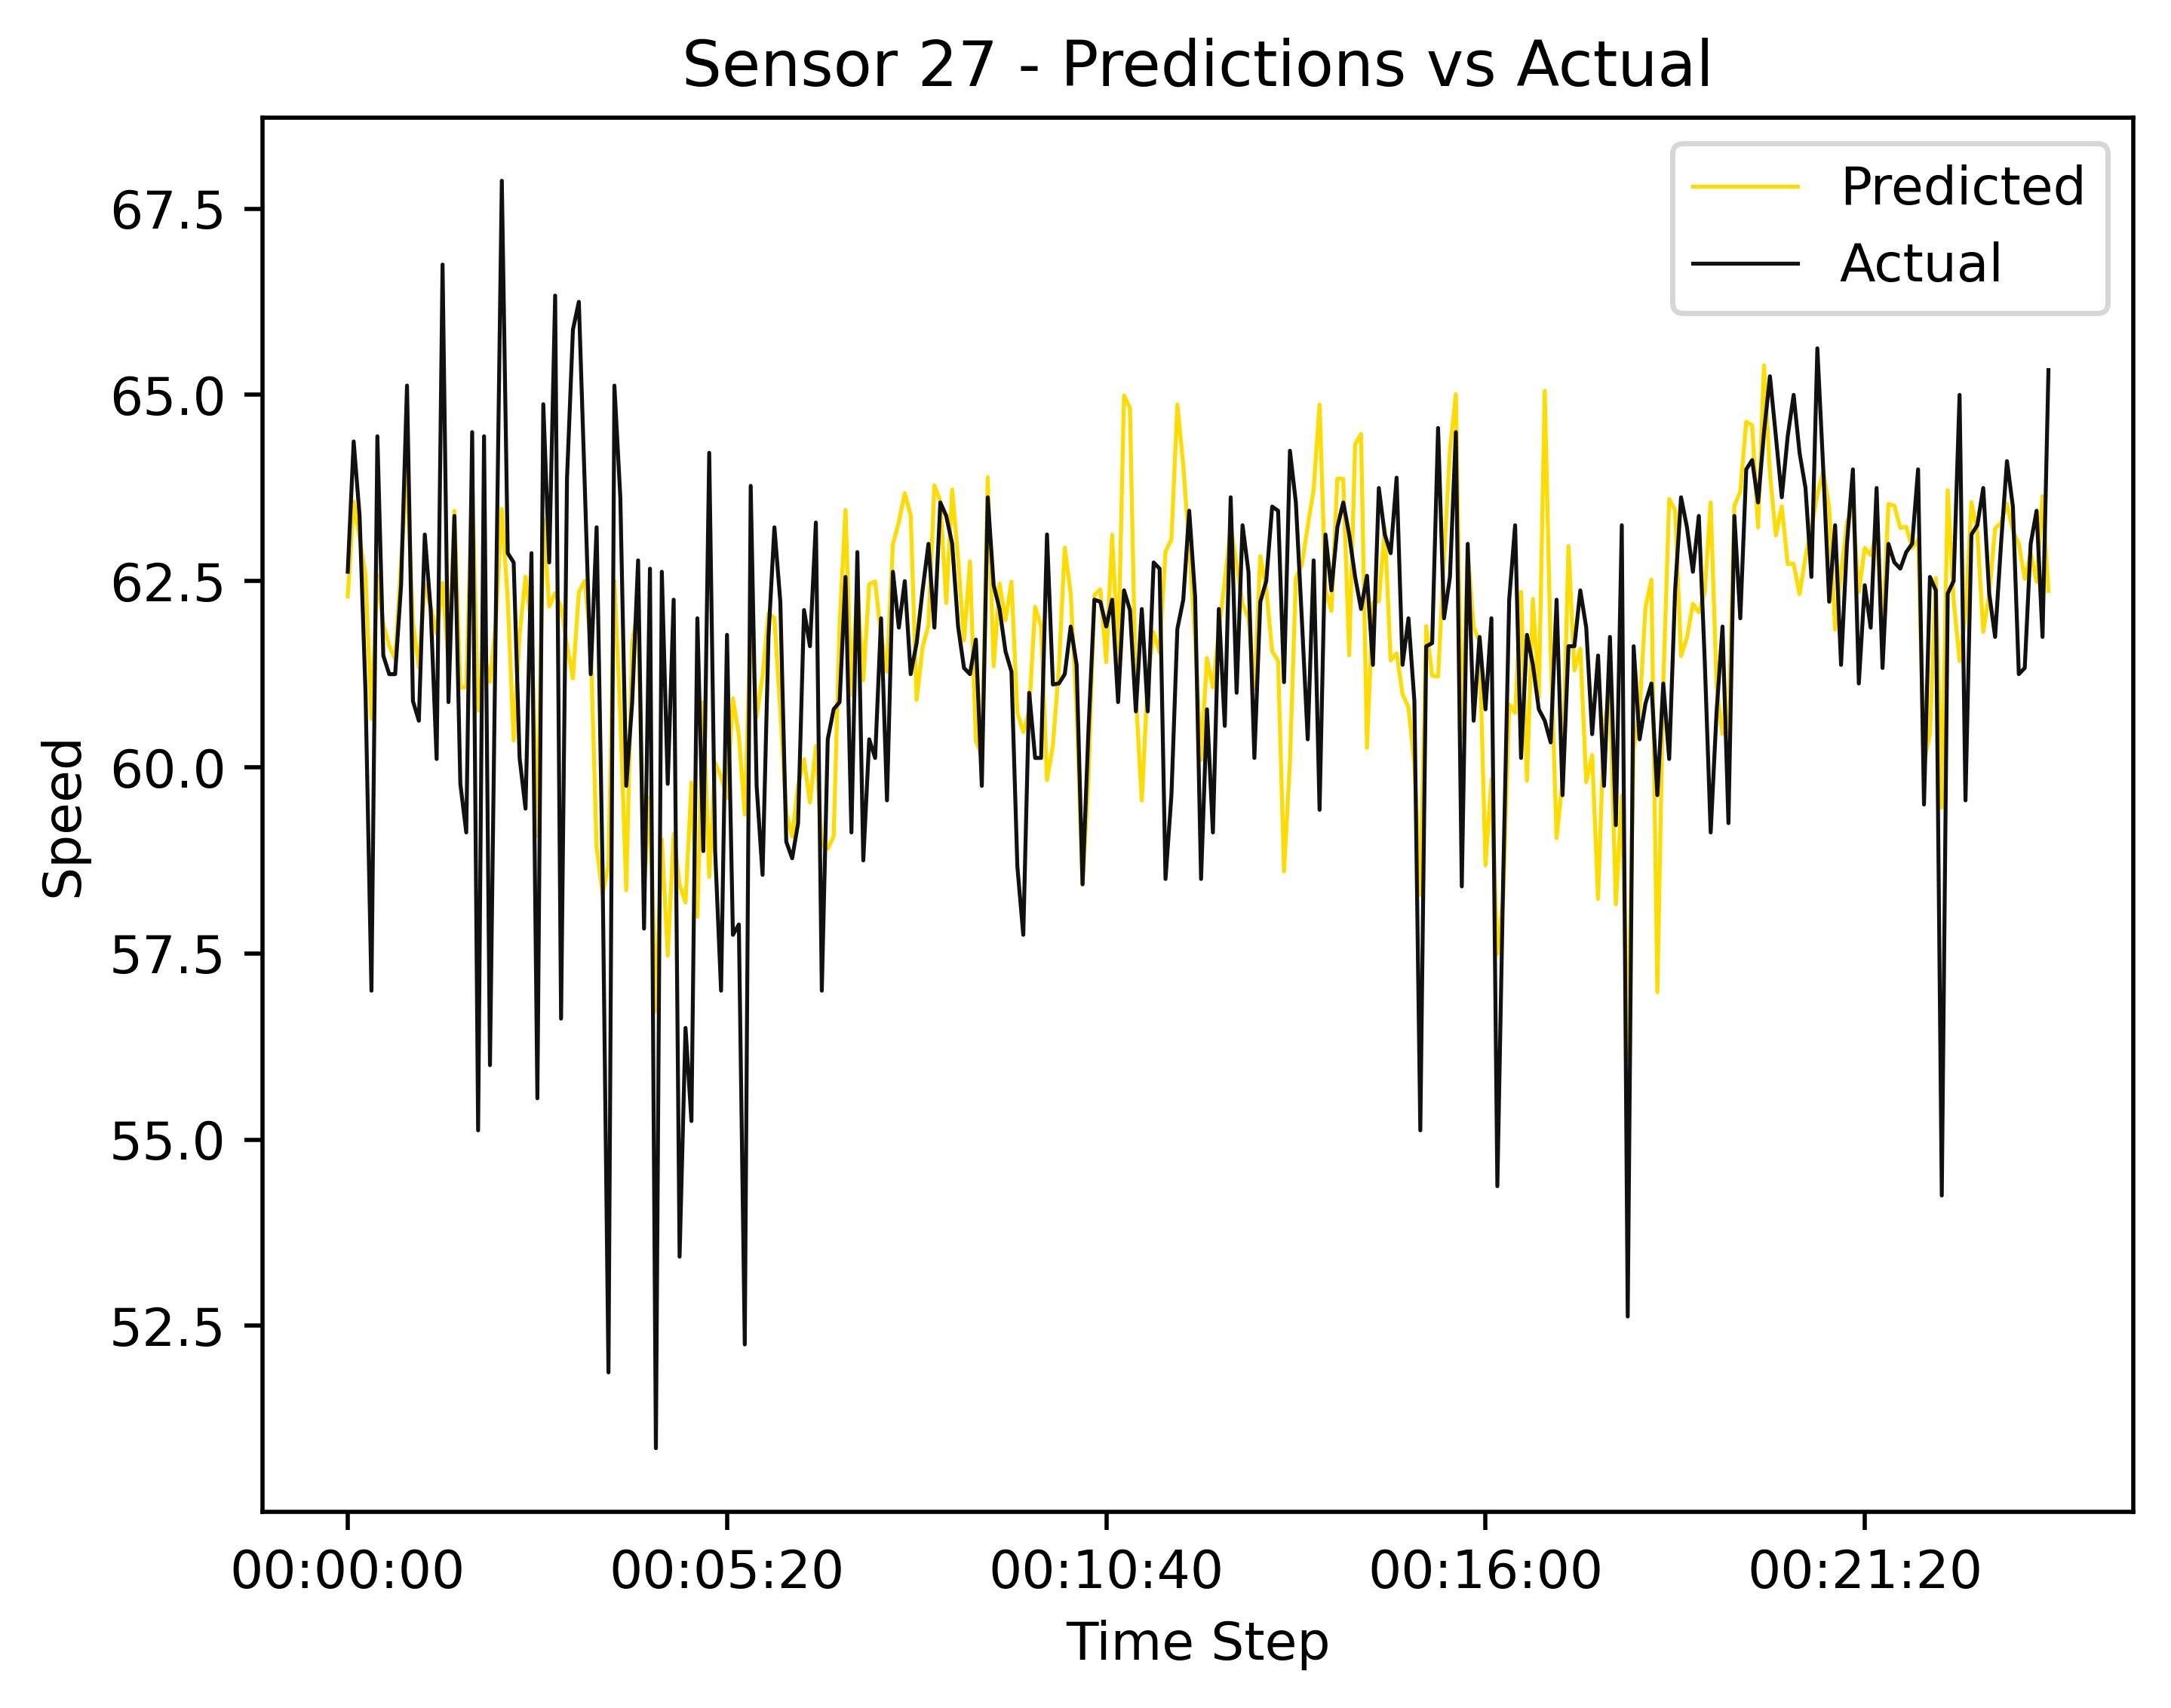 Sensor 27 - Predictions vs Actual
Predicted
Actual
67.5
65.0
62.5
60.0
57.5
55.0
52.5
Speed
00:00:00 00:05:20 00:10:40 00:16:00 00:21:20
Time Step